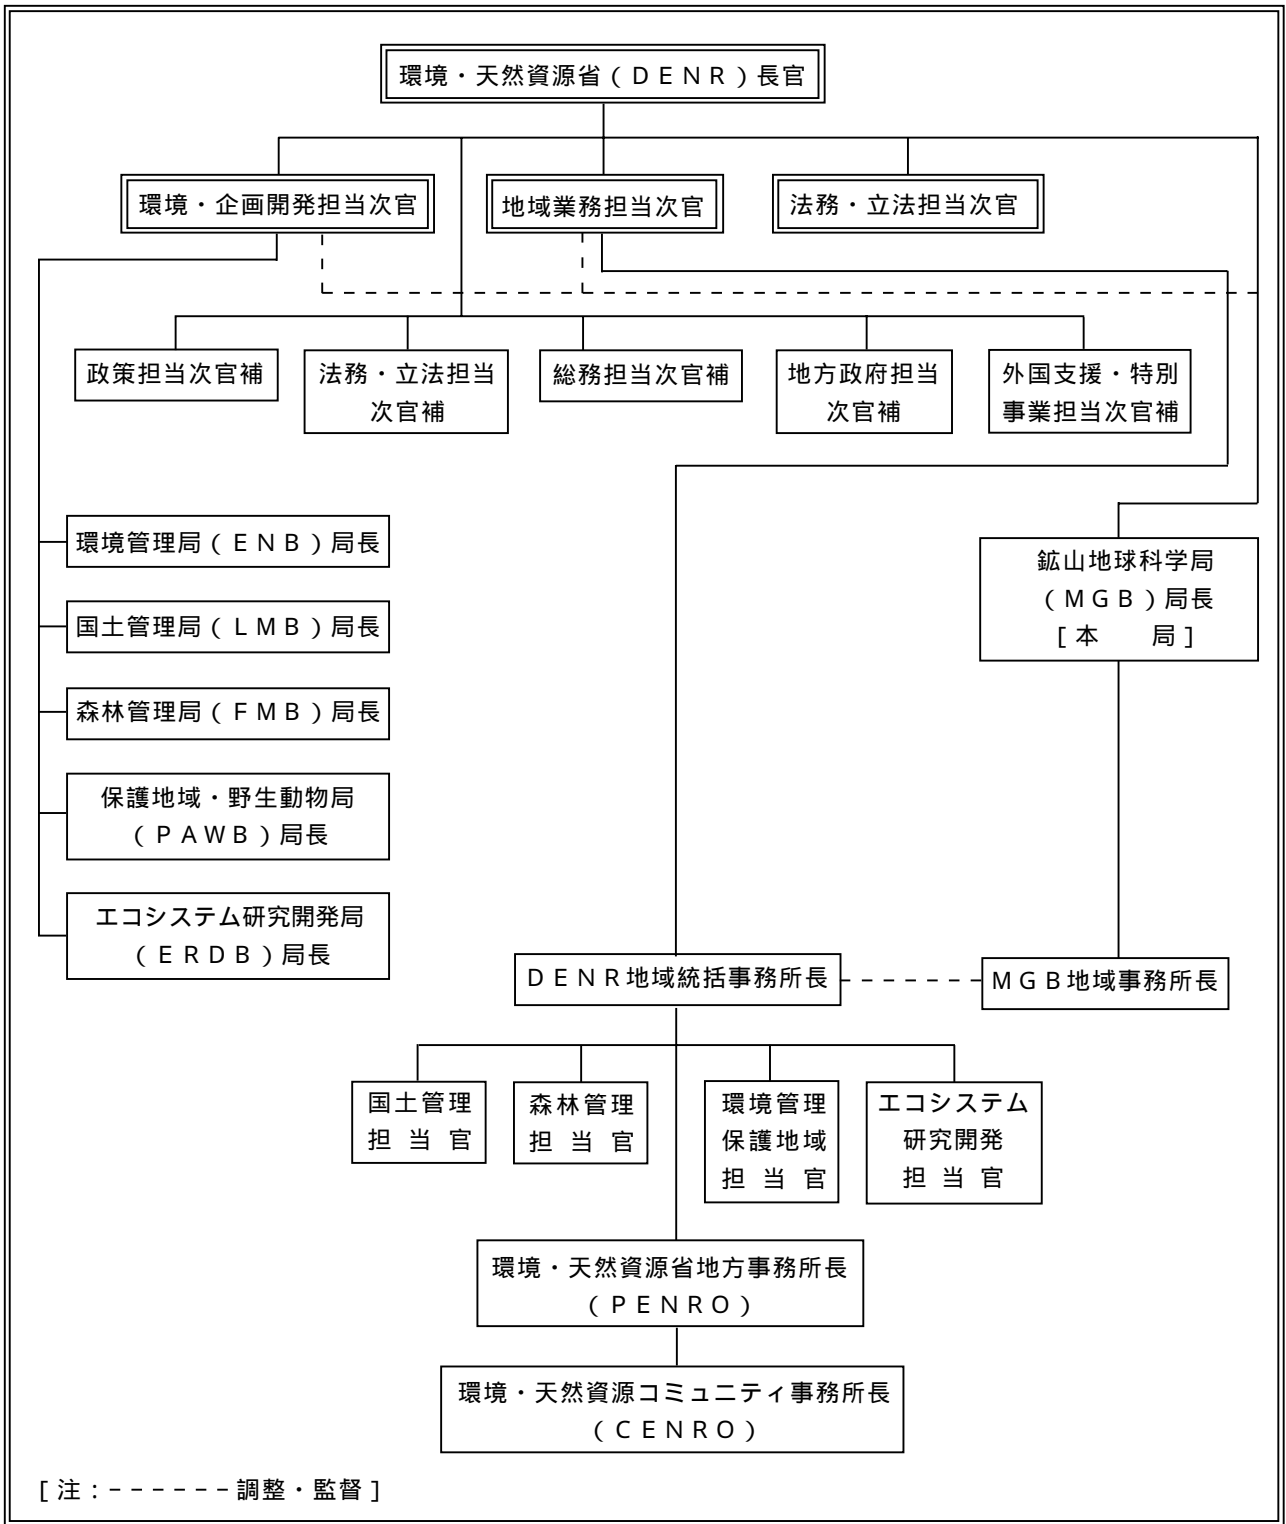 環境・天然資源省(ＤＥＮＲ)長官
環境・企画開発担当次官
地域業務担当次官
法務・立法担当次官
政策担当次官補
法務・立法担当
次官補
総務担当次官補
地方政府担当
次官補
外国支援・特別
事業担当次官補
環境管理局(ＥＮＢ)局長
国土管理局(ＬＭＢ)局長
森林管理局(ＦＭＢ)局長
保護地域・野生動物局
(ＰＡＷＢ)局長
エコシステム研究開発局
(ＥＲＤＢ)局長
鉱山地球科学局
(ＭＧＢ)局長
[本　　局]
ＤＥＮＲ地域統括事務所長
ＭＧＢ地域事務所長
国土管理
担 当 官
森林管理
担 当 官
環境管理
保護地域
担 当 官
エコシステム
研究開発
担 当 官
環境・天然資源省地方事務所長
(ＰＥＮＲＯ)
環境・天然資源コミュニティ事務所長
(ＣＥＮＲＯ)
[注：------調整・監督]